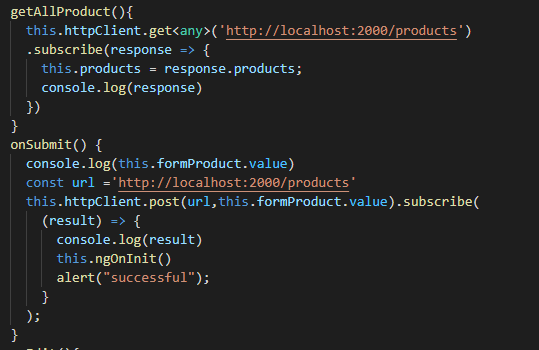 getAllProduct(){
this.httpClient.get<any>('http://localhost:2000/products')
.subscribe(response => {
this.products = response.products;
console.log(response)
})
}
onSubmit() {
console.log(this.formProduct.value)
const url ='http://localhost:2000/products'
this.httpClient.post(url,this.formProduct.value).subscribe(
(result) => {
console.log(result)
this.ngOnInit()
alert("successful");
}
);
}